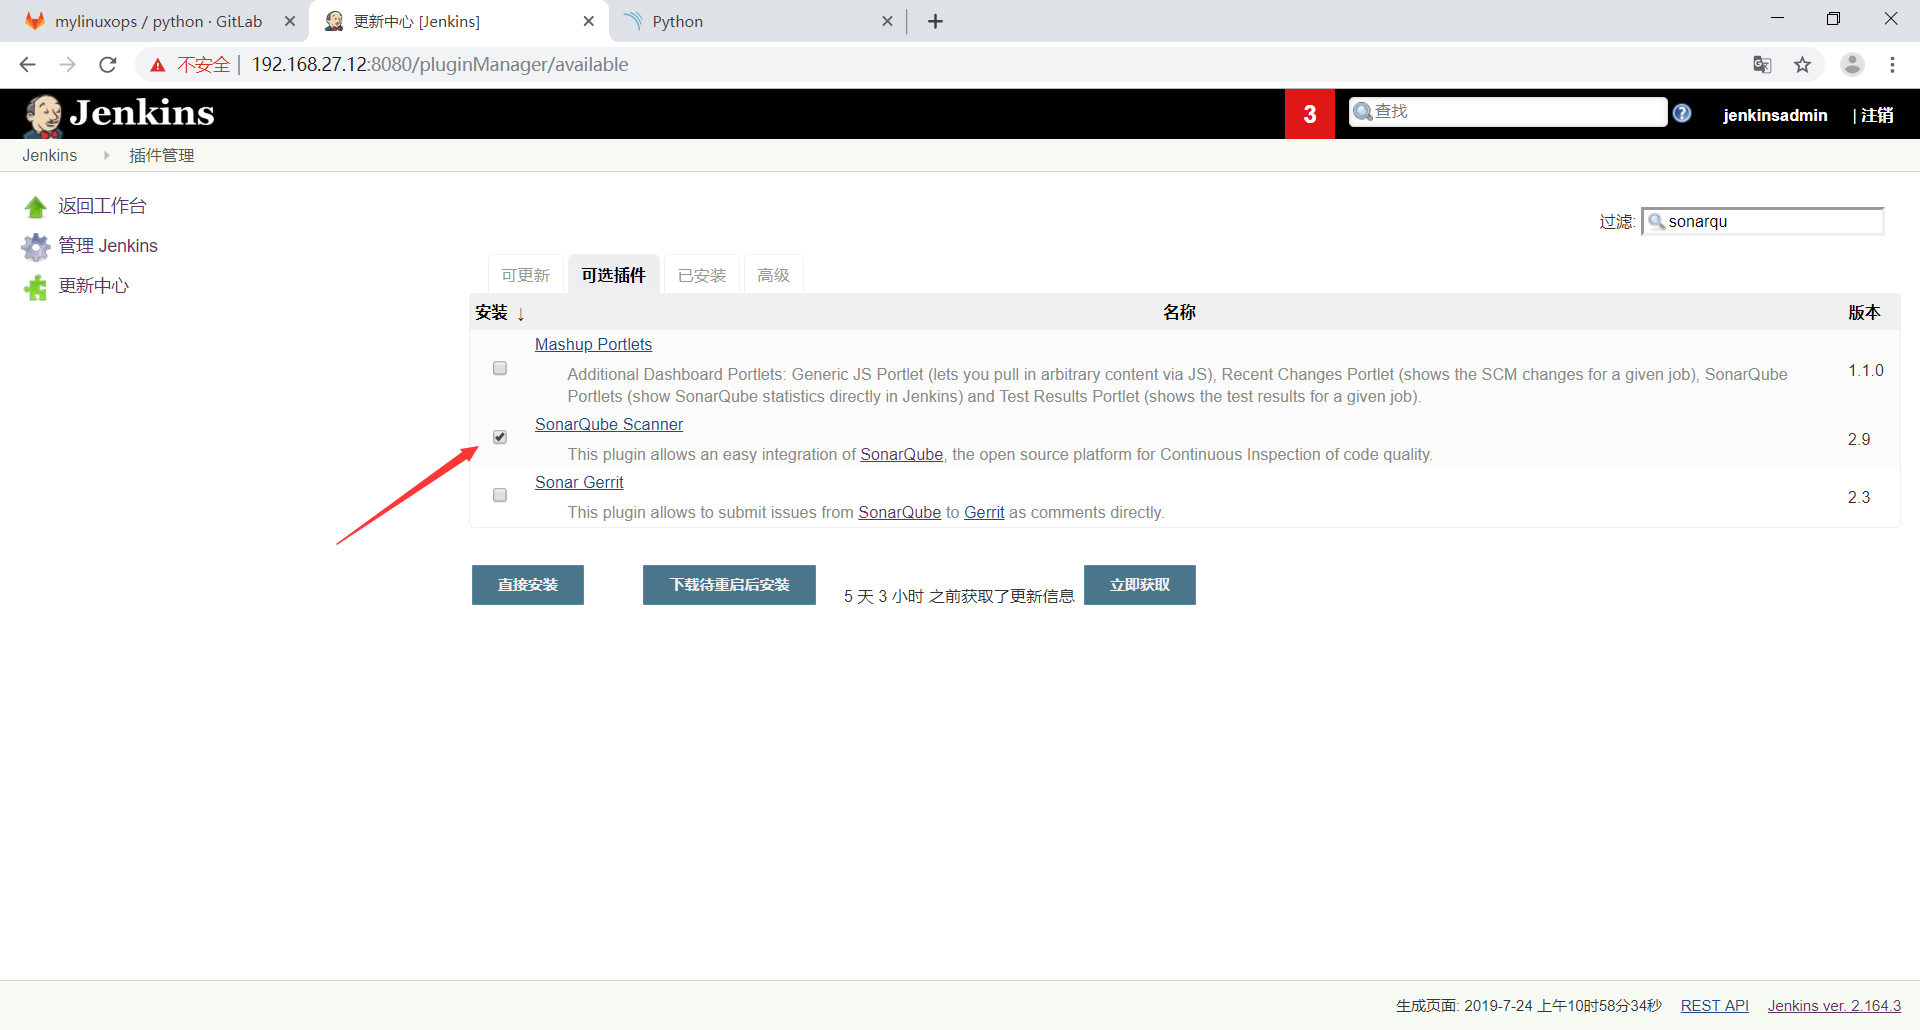 mylinuxops / python · GitLab
更新中心 [Jenkins]
Python
不安全 | 192.168.27.12:8080/pluginManager/available
Jenkins
3
查找
jenkinsadmin
| 注销
Jenkins
插件管理
返回工作台
管理 Jenkins
更新中心
过滤: sonarqu
可更新
可选插件
已安装
高级
安装 ↓
名称
版本
Mashup Portlets
Additional Dashboard Portlets: Generic JS Portlet (lets you pull in arbitrary content via JS), Recent Changes Portlet (shows the SCM changes for a given job), SonarQube
Portlets (show SonarQube statistics directly in Jenkins) and Test Results Portlet (shows the test results for a given job).
1.1.0
SonarQube Scanner
This plugin allows an easy integration of SonarQube, the open source platform for Continuous Inspection of code quality.
2.9
Sonar Gerrit
This plugin allows to submit issues from SonarQube to Gerrit as comments directly.
2.3
直接安装
下载待重启后安装
5 天 3 小时 之前获取了更新信息
立即获取
生成页面: 2019-7-24 上午10时58分34秒
REST API
Jenkins ver. 2.164.3